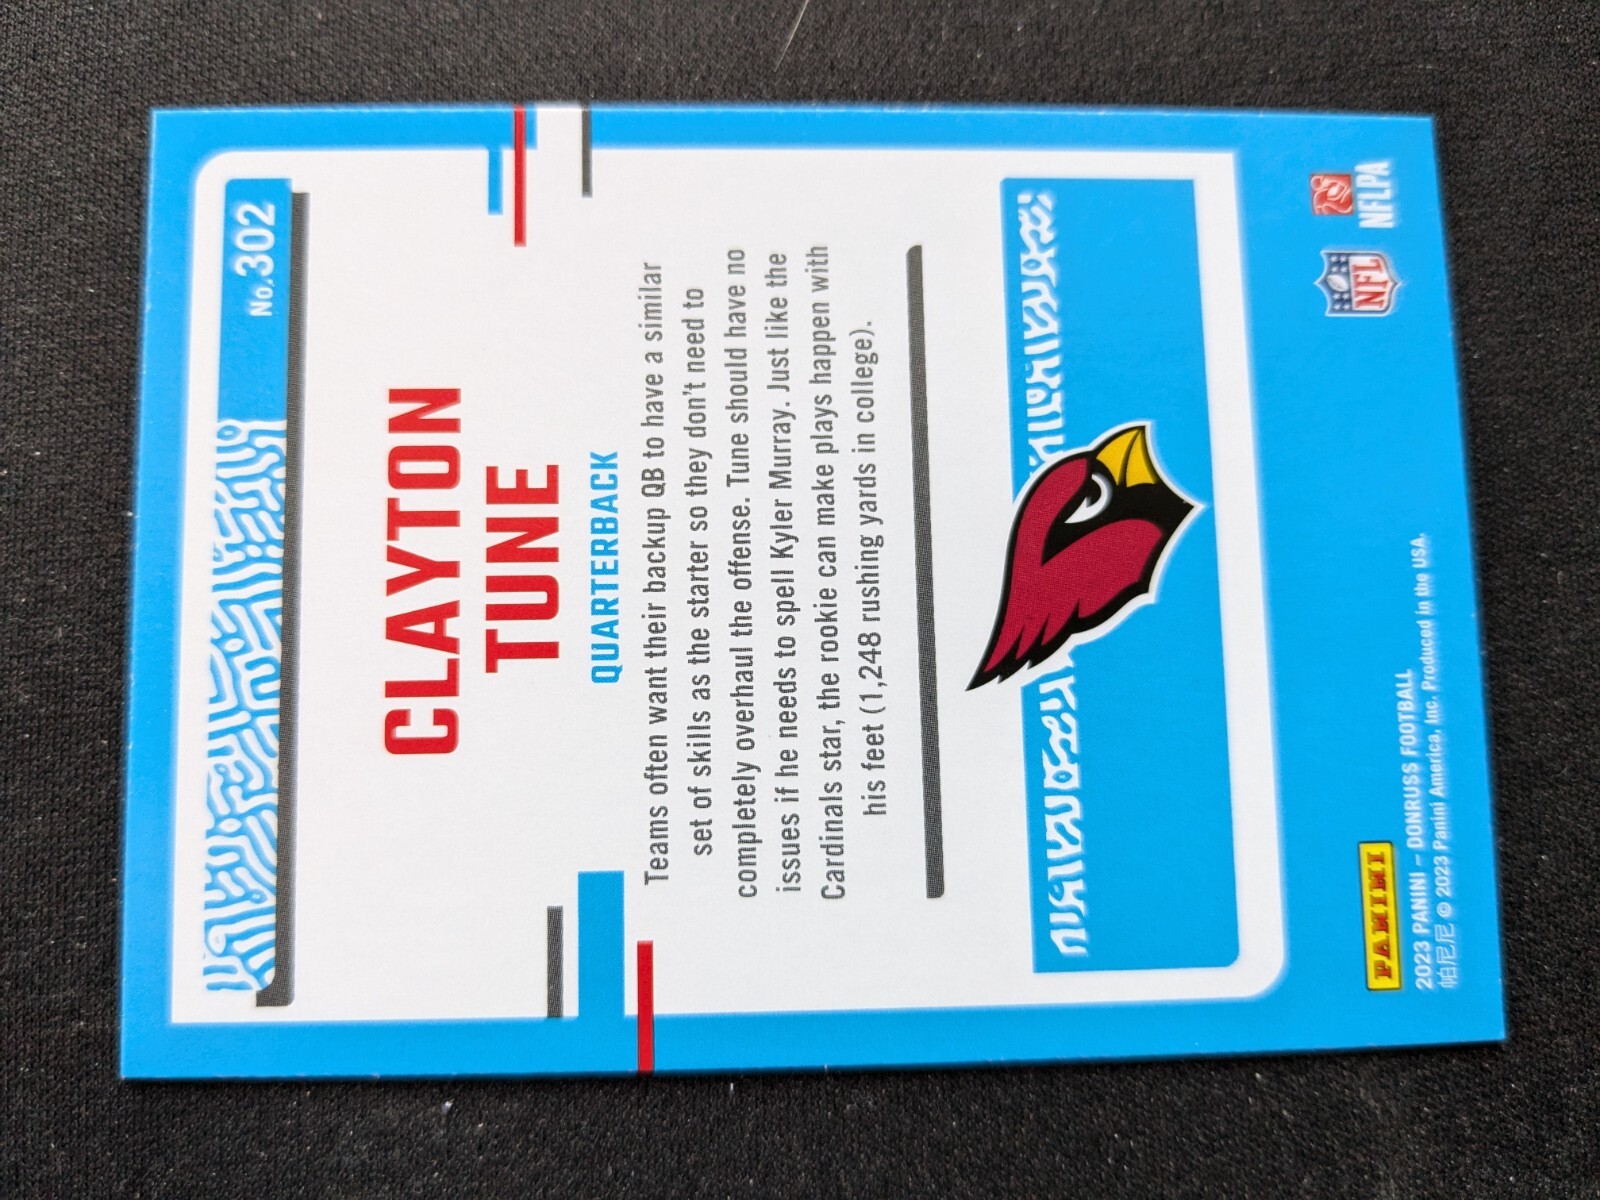 No. 302
CLAYTON
TUNE
QUARTERBACK
Teams often want their backup QB to have a similar
set of skills as the starter so they don't need to
completely overhaul the offense. Tune should have no
issues if he needs to spell Kyler Murray. Just like the
Cardinals star, the rookie can make plays happen with
his feet (1,248 rushing yards in college).
PANINI
NFL
NFLPA
2023 PANINI – DONRUSS FOOTBALL
帕尼尼 © 2023 Panini America, Inc. Produced in the USA.